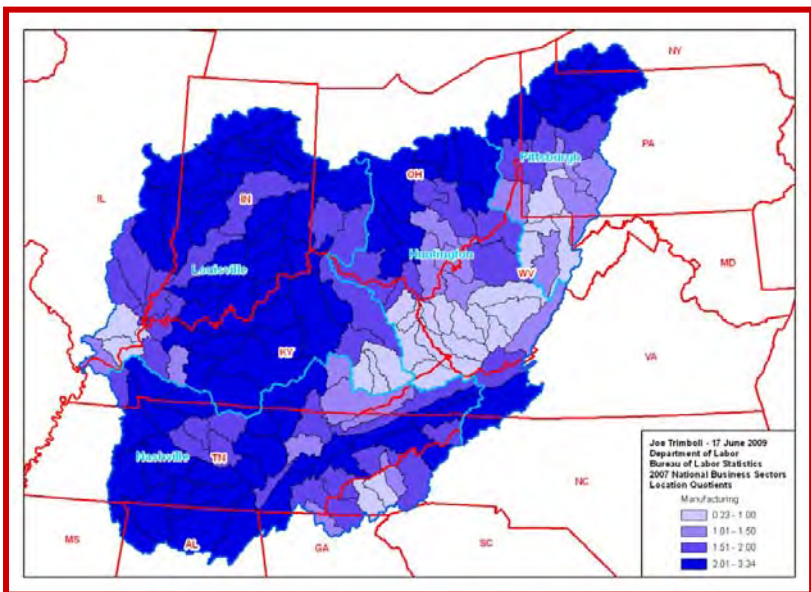 NY
PA
Pittsburgh
OH
IL
IN
MD
Huntington
Louisville
WV
VA
KY
Nashville
TN
NC
MS
AL
GA
SC
Joe Trimboli - 17 June 2009
Department of Labor
Bureau of Labor Statistics
2007 National Business Sectors
Location Quotients
Manufacturing
0.23 - 1.00
1.01 - 1.50
1.51 - 2.00
2.01 - 3.34